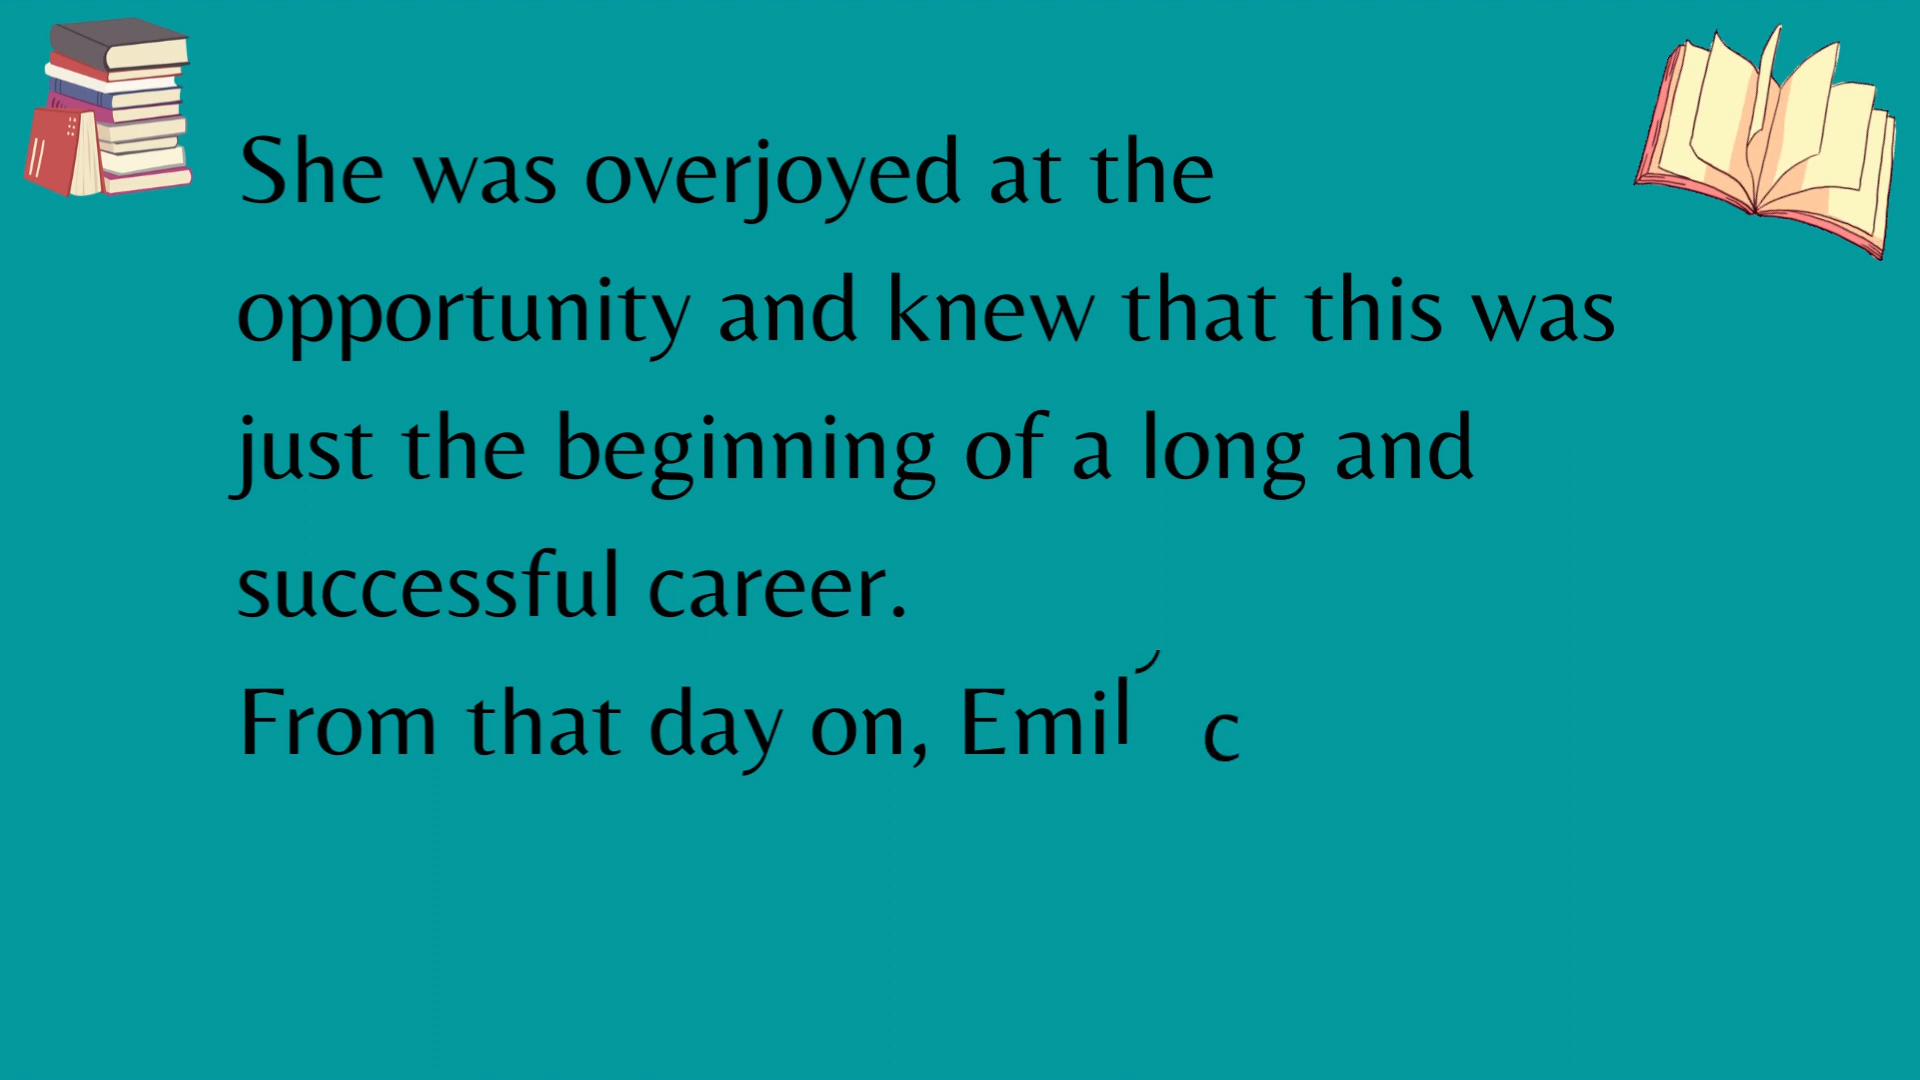 She was overjoyed at the
opportunity and knew that this was
just the beginning of a long and
successful career.
From that day on, Emil c